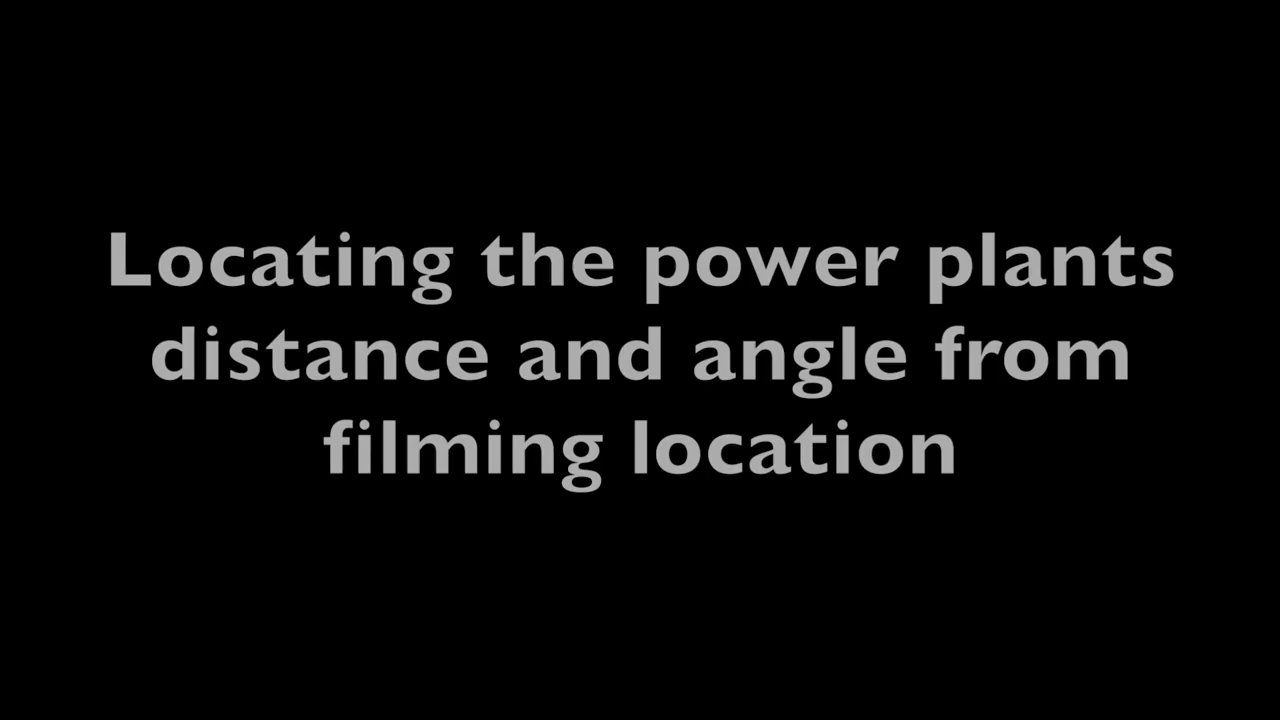 Locating the power plants
distance and angle from
filming location